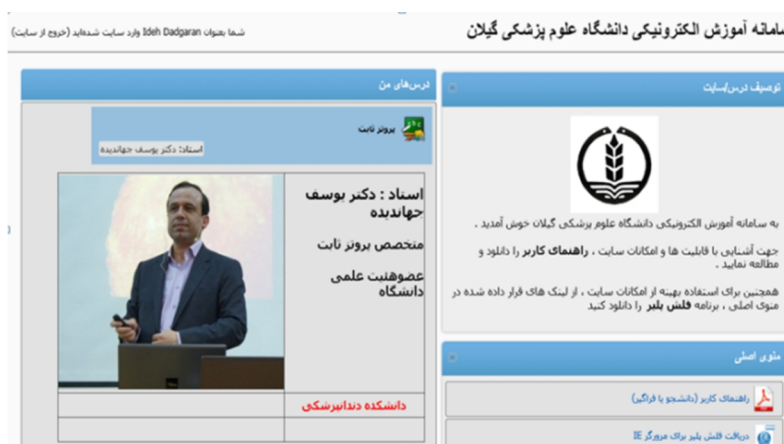 سامانه آموزش الکترونیکی دانشگاه علوم پزشکی گیلان
شما بعنوان Ideh Dadgaran وارد سایت شده‌اید (خروج از سایت)
توصیف درس/سایت
به سامانه آموزش الکترونیکی دانشگاه علوم پزشکی گیلان خوش آمدید .
جهت آشنایی با قابلیت ها و امکانات سایت ، راهنمای کاربر را دانلود و
مطالعه نمایید .
همچنین برای استفاده بهینه از امکانات سایت ، از لینک های قرار داده شده در
منوی اصلی ، برنامه فلش پلیر را دانلود کنید
منوی اصلی
راهنمای کاربر (دانشجو یا فراگیر)
دریافت فلش پلیر برای مرورگر IE
درس‌های من
پروتز ثابت
استاد: دکتر یوسف جهاندیده
استاد : دکتر یوسف
جهاندیده
متخصص پروتز ثابت
عضوهئیت علمی
دانشگاه
دانشکده دندانپزشکی